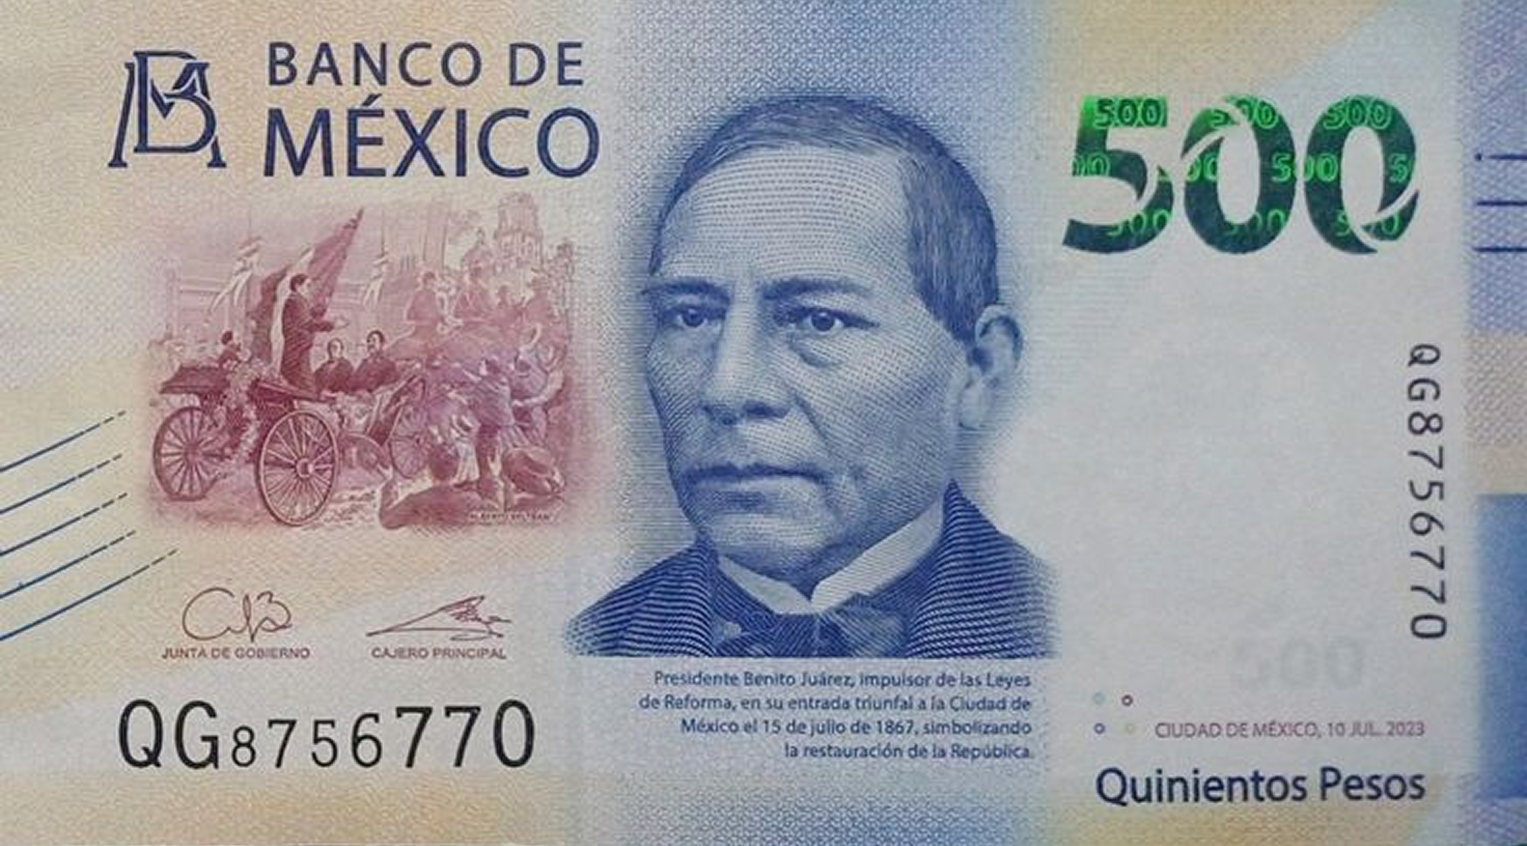 BANCO DE
MÉXICO
500
QG8756770
JUNTA DE GOBIERNO
CAJERO PRINCIPAL
QG8756770
Presidente Benito Juárez, impulsor de las Leyes
de Reforma, en su entrada triunfal a la Ciudad de
México el 15 de julio de 1867, simbolizando
la restauración de la República.
500
CIUDAD DE MÉXICO, 10 JUL. 2023
Quinientos Pesos